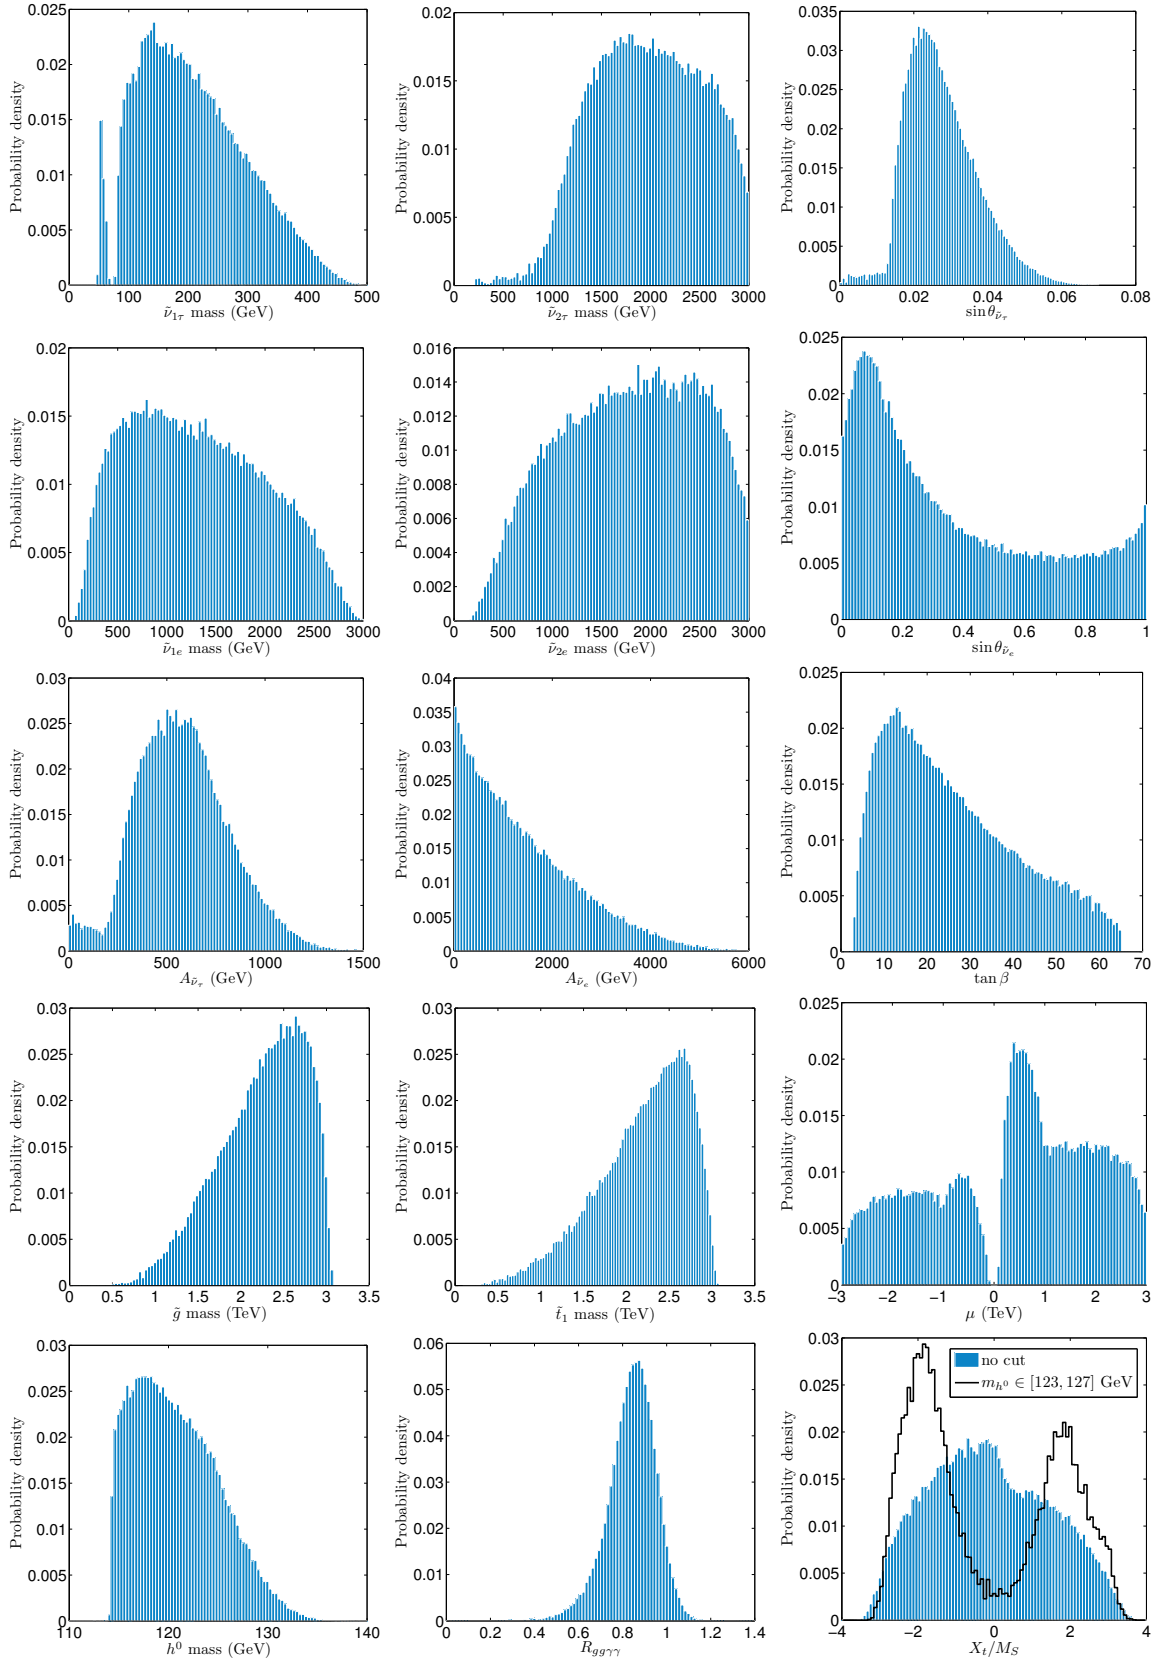 0.025
0.02
0.015
0.01
0.005
0
Probability density
0 100 200 300 400 500
ν̃1τ mass (GeV)
0.02
0.015
0.01
0.005
0
Probability density
0 500 1000 1500 2000 2500 3000
ν̃2τ mass (GeV)
0.035
0.03
0.025
0.02
0.015
0.01
0.005
0
Probability density
0 0.02 0.04 0.06 0.08
sin θν̃τ
0.02
0.015
0.01
0.005
0
Probability density
0 500 1000 1500 2000 2500 3000
ν̃1e mass (GeV)
0.016
0.014
0.012
0.01
0.008
0.006
0.004
0.002
0
Probability density
0 500 1000 1500 2000 2500 3000
ν̃2e mass (GeV)
0.025
0.02
0.015
0.01
0.005
0
Probability density
0 0.2 0.4 0.6 0.8 1
sin θν̃e
0.03
0.025
0.02
0.015
0.01
0.005
0
Probability density
0 500 1000 1500
Aν̃τ (GeV)
0.04
0.035
0.03
0.025
0.02
0.015
0.01
0.005
0
Probability density
0 2000 4000 6000
Aν̃e (GeV)
0.025
0.02
0.015
0.01
0.005
0
Probability density
0 10 20 30 40 50 60 70
tan β
0.03
0.025
0.02
0.015
0.01
0.005
0
Probability density
0 0.5 1 1.5 2 2.5 3 3.5
g̃ mass (TeV)
0.03
0.025
0.02
0.015
0.01
0.005
0
Probability density
0 0.5 1 1.5 2 2.5 3 3.5
t̃1 mass (TeV)
0.025
0.02
0.015
0.01
0.005
0
Probability density
−3 −2 −1 0 1 2 3
μ (TeV)
0.03
0.025
0.02
0.015
0.01
0.005
0
Probability density
110 120 130 140
h⁰ mass (GeV)
0.06
0.05
0.04
0.03
0.02
0.01
0
Probability density
0 0.2 0.4 0.6 0.8 1 1.2 1.4
Rggγγ
0.03
0.025
0.02
0.015
0.01
0.005
0
Probability density
no cut
mh⁰ ∈ [123, 127] GeV
−4 −2 0 2 4
Xt/MS